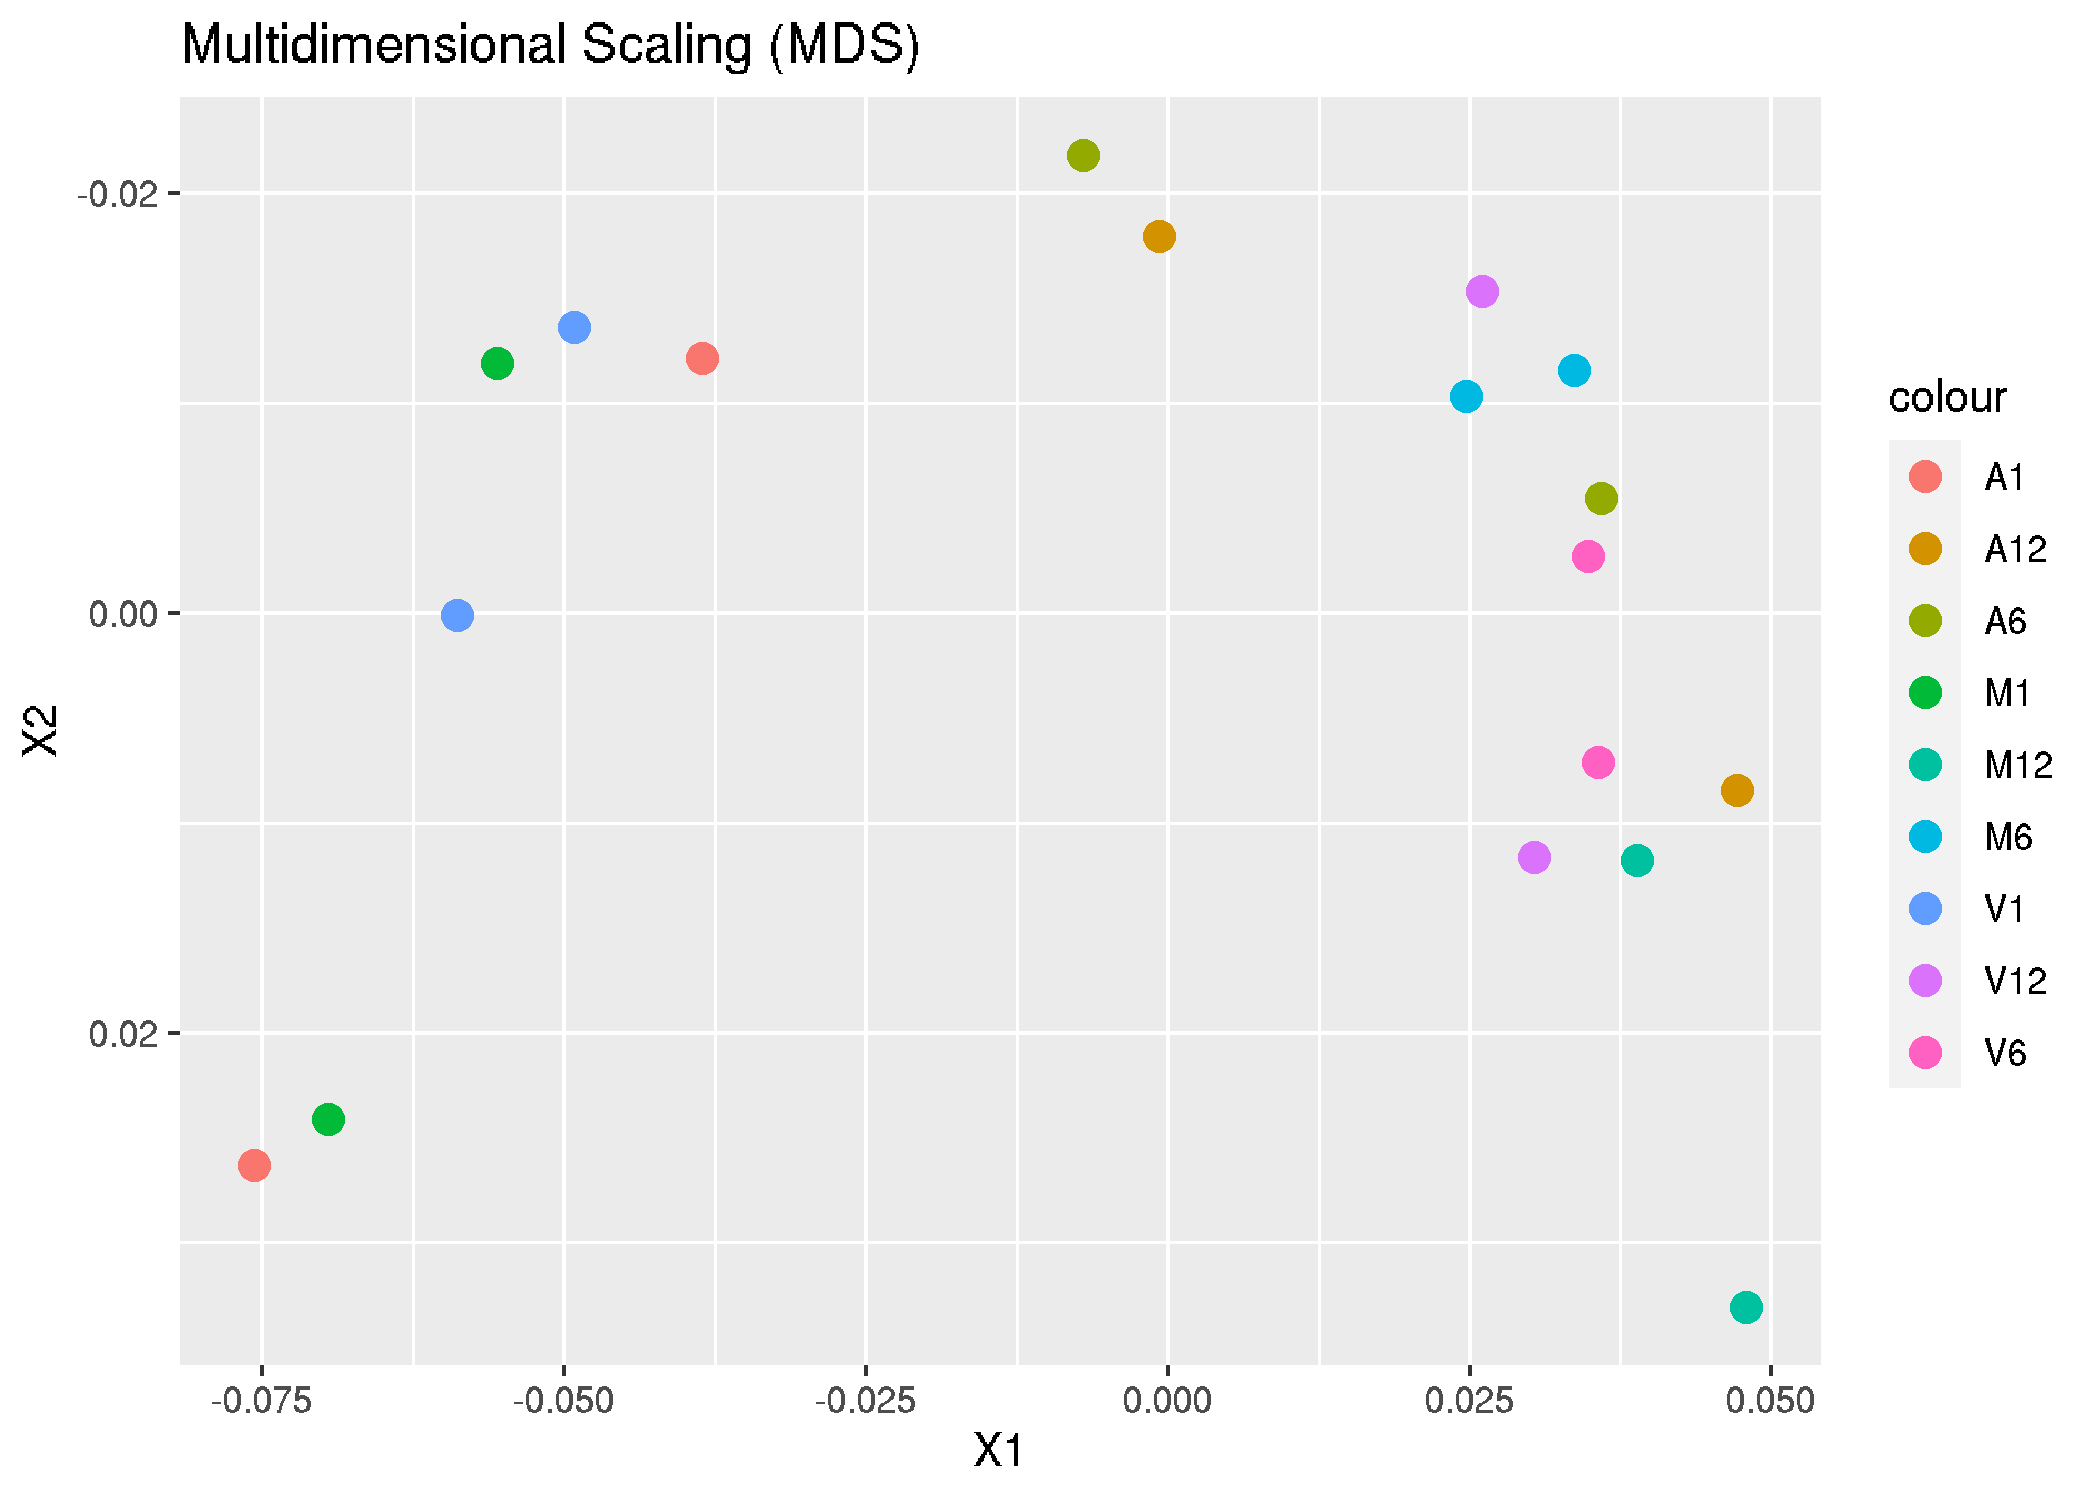 Multidimensional Scaling (MDS)
-0.02
0.00
0.02
X2
-0.075
-0.050
-0.025
0.000
0.025
0.050
X1
colour
A1
A12
A6
M1
M12
M6
V1
V12
V6